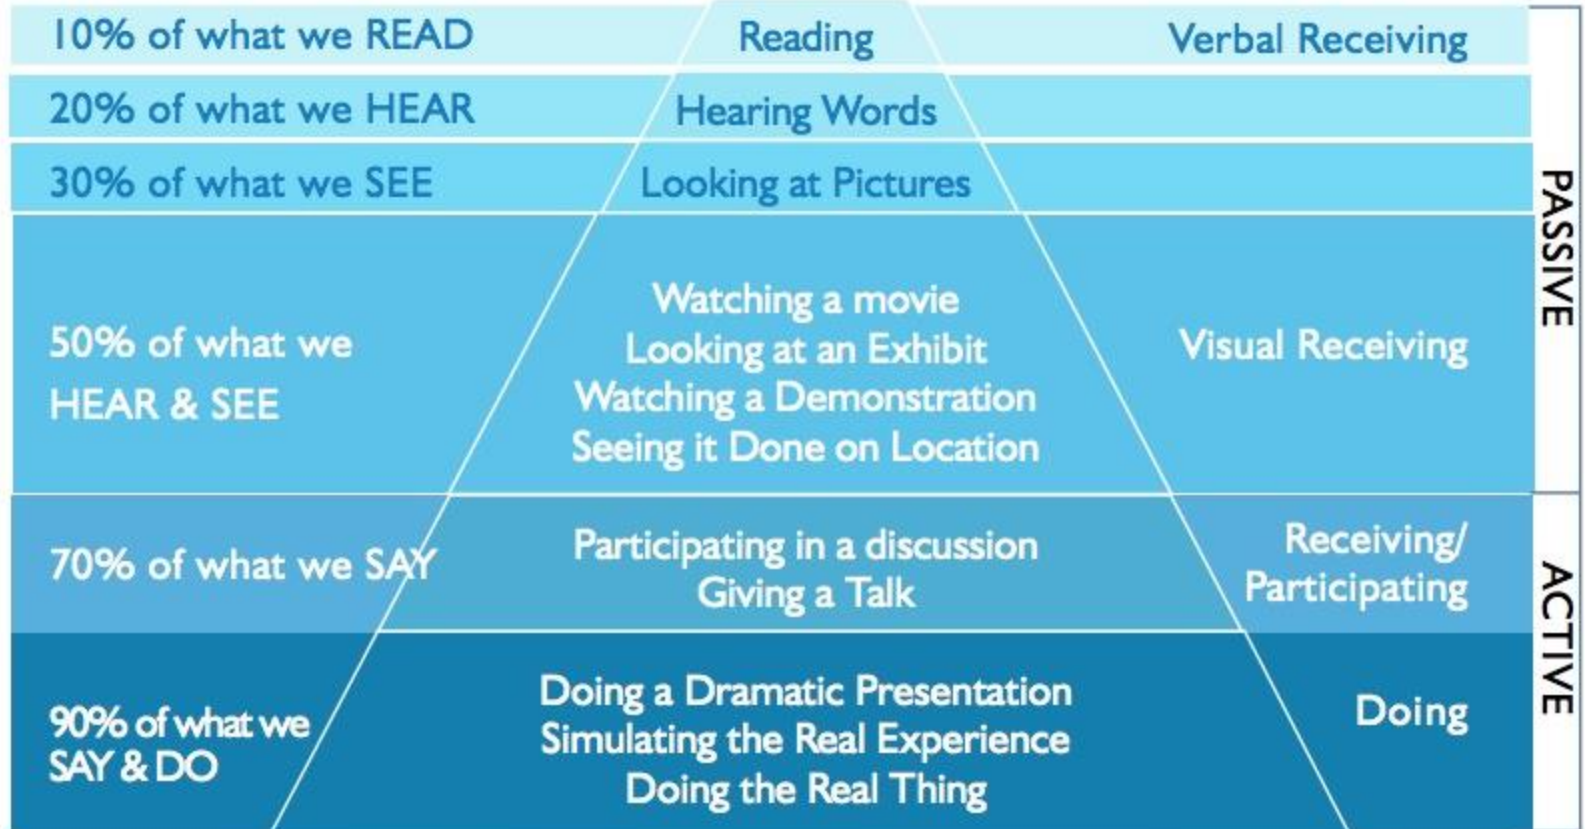 10% of what we READ
Reading
Verbal Receiving
20% of what we HEAR
Hearing Words
30% of what we SEE
Looking at Pictures
50% of what we
HEAR & SEE
Watching a movie
Looking at an Exhibit
Watching a Demonstration
Seeing it Done on Location
Visual Receiving
PASSIVE
70% of what we SAY
Participating in a discussion
Giving a Talk
Receiving/
Participating
90% of what we
SAY & DO
Doing a Dramatic Presentation
Simulating the Real Experience
Doing the Real Thing
Doing
ACTIVE